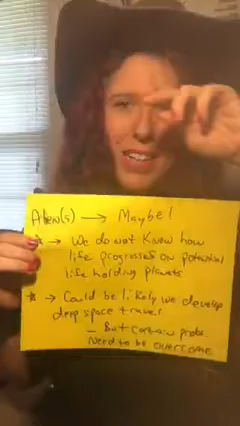 Alien(s) → Maybe!
* → We do not know how
life progresses on potential
life holding planets
* → Could be likely we develop
deep space travel
- But certain probs
Need to be overcome